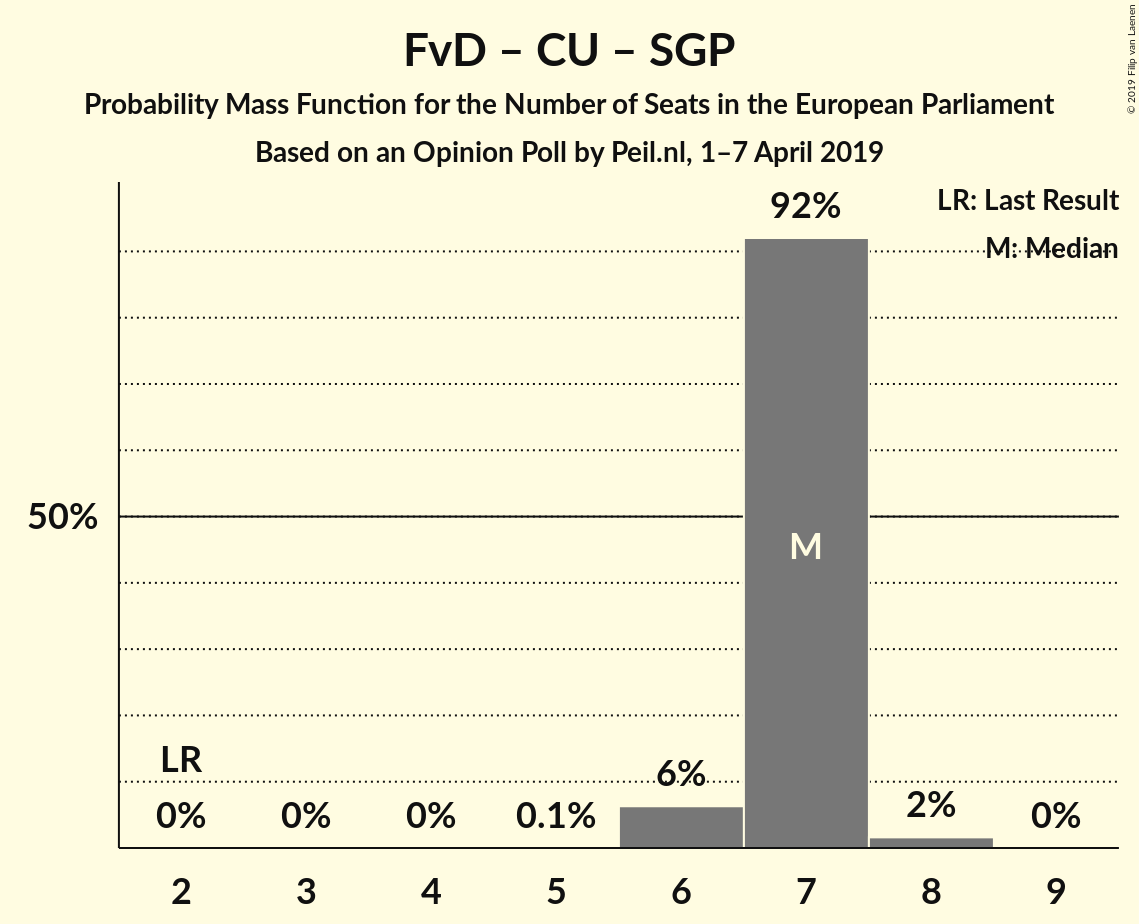 FvD – CU – SGP
Probability Mass Function for the Number of Seats in the European Parliament
Based on an Opinion Poll by Peil.nl, 1–7 April 2019
© 2019 Filip van Laenen
LR: Last Result
M: Median
92%
50%
M
LR
6%
0%
0%
0%
0.1%
2%
0%
2 3 4 5 6 7 8 9